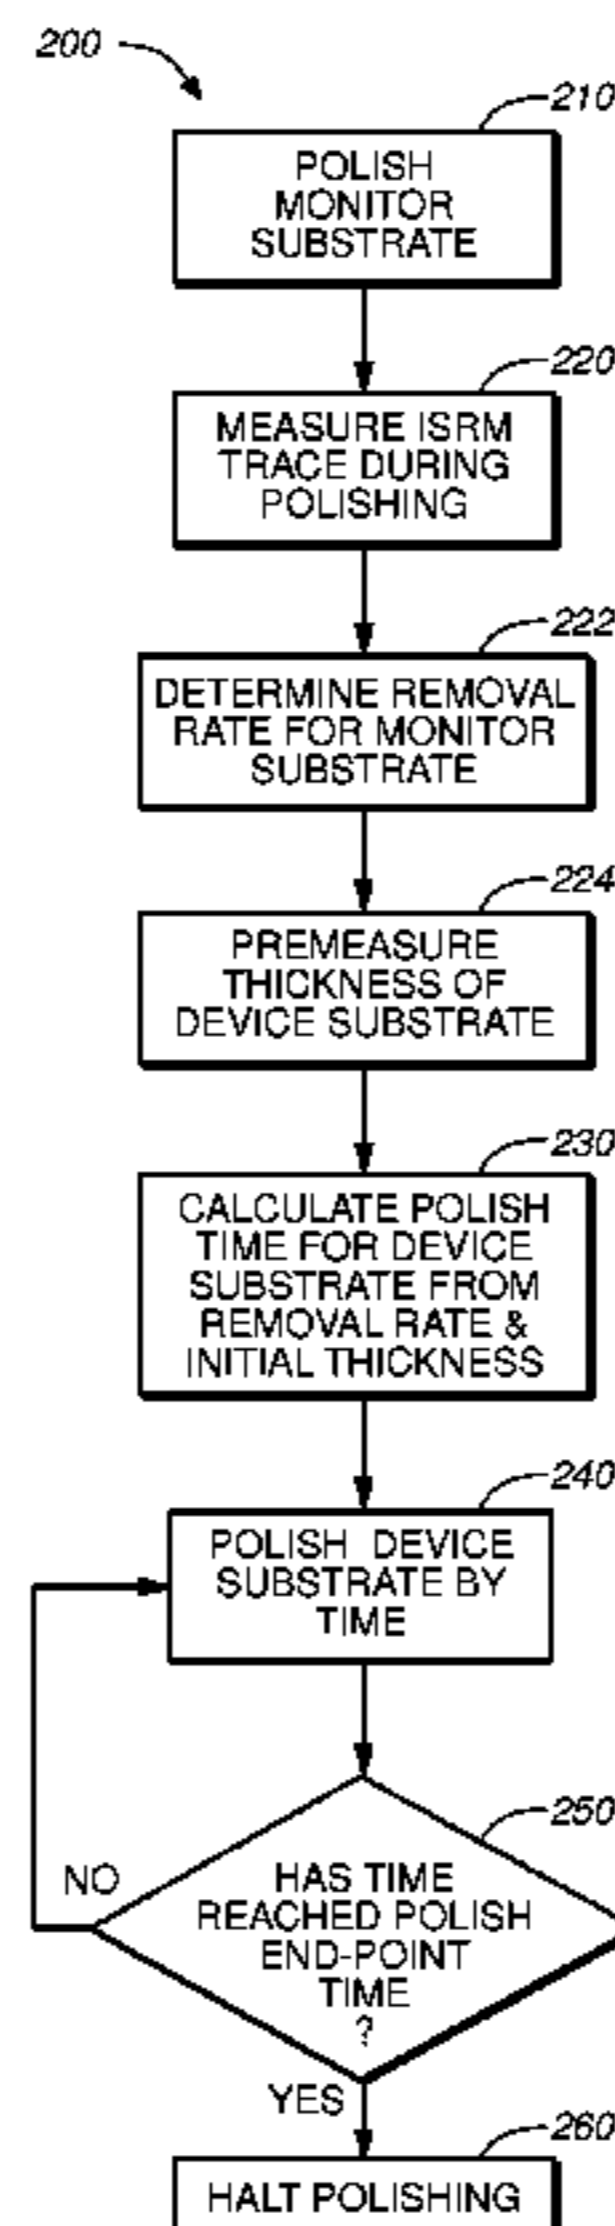 200
210
POLISH
MONITOR
SUBSTRATE
220
MEASURE ISRM
TRACE DURING
POLISHING
222
DETERMINE REMOVAL
RATE FOR MONITOR
SUBSTRATE
224
PREMEASURE
THICKNESS OF
DEVICE SUBSTRATE
230
CALCULATE POLISH
TIME FOR DEVICE
SUBSTRATE FROM
REMOVAL RATE &
INITIAL THICKNESS
240
POLISH DEVICE
SUBSTRATE BY
TIME
250
NO
HAS TIME
REACHED POLISH
END-POINT
TIME
?
YES
260
HALT POLISHING